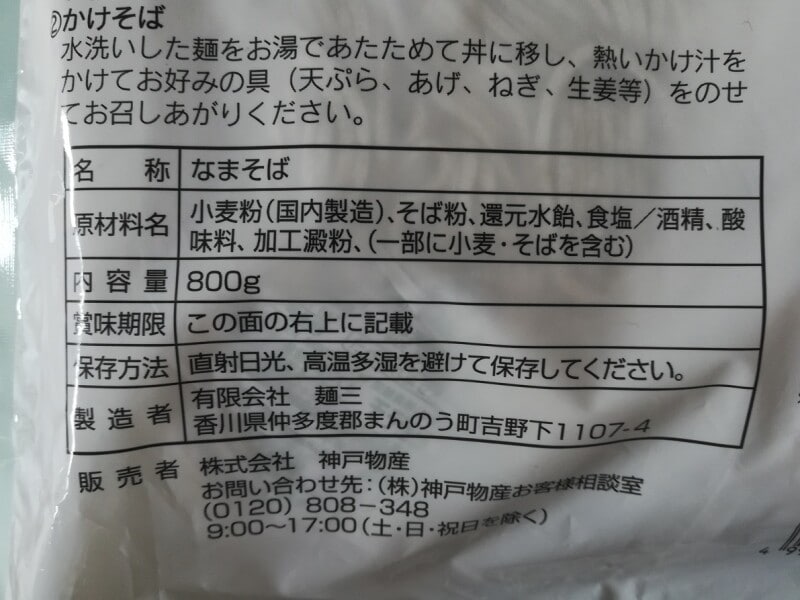 ②かけそば
水洗いした麺をお湯であたためて丼に移し、熱いかけ汁を
かけてお好みの具（天ぷら、あげ、ねぎ、生姜等）をのせ
てお召しあがりください。
名称 なまそば
原材料名 小麦粉（国内製造）、そば粉、還元水飴、食塩／酒精、酸
味料、加工澱粉、（一部に小麦・そばを含む）
内容量 800g
賞味期限 この面の右上に記載
保存方法 直射日光、高温多湿を避けて保存してください。
製造者 有限会社 麺三
香川県仲多度郡まんのう町吉野下1107-4
販売者 株式会社 神戸物産
お問い合わせ先：（株）神戸物産お客様相談室
（0120）808－348
9:00～17:00（土・日・祝日を除く）